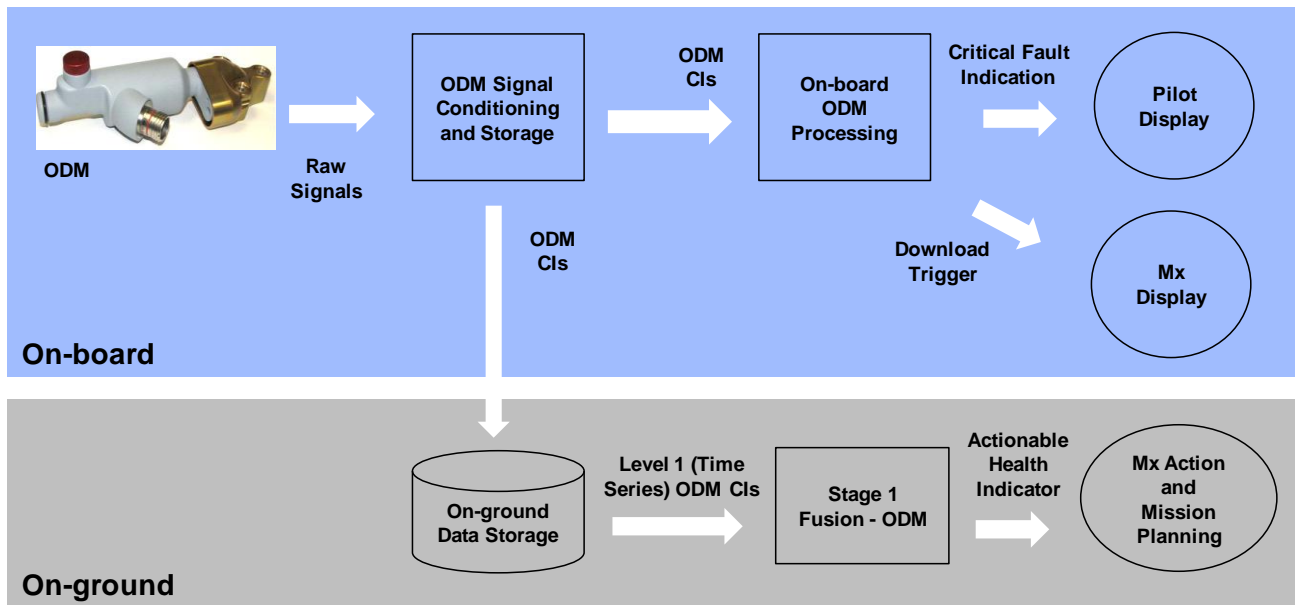 ODM
Raw
Signals
ODM Signal
Conditioning
and Storage
ODM
CIs
On-board
ODM
Processing
Critical Fault
Indication
Pilot
Display
ODM
CIs
Download
Trigger
Mx
Display
On-board
On-ground
Data Storage
Level 1 (Time
Series) ODM CIs
Stage 1
Fusion - ODM
Actionable
Health
Indicator
Mx Action
and
Mission
Planning
On-ground